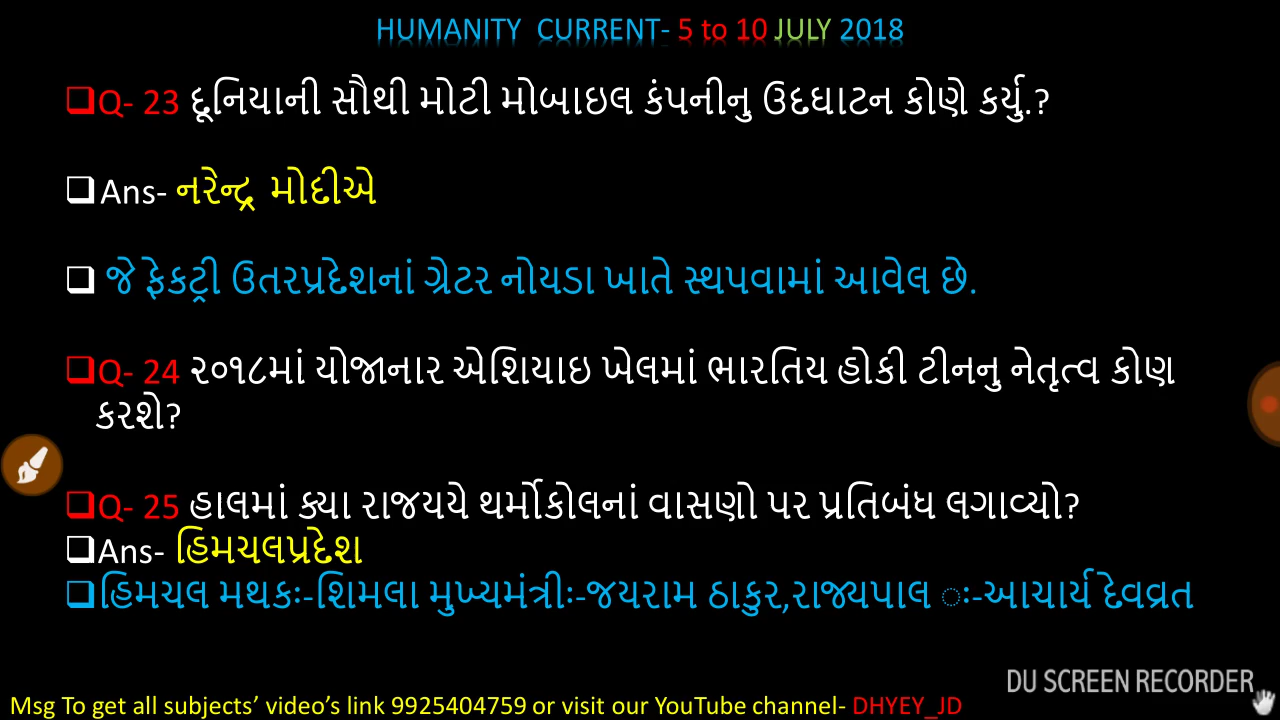 HUMANITY CURRENT- 5 to 10 JULY 2018
Q- 23 દૂનિયાની સૌથી મોટી મોબાઇલ કંપનીનુ ઉદઘાટન કોણે કર્યુ.?
Ans- નરેન્દ્ર મોદીએ
જે ફેકટ્રી ઉતરપ્રદેશનાં ગ્રેટર નોયડા ખાતે સ્થપવામાં આવેલ છે.
Q- 24 ૨૦૧૮માં યોજાનાર એશિયાઇ ખેલમાં ભારતિય હોકી ટીનનુ નેતૃત્વ કોણ
કરશે?
Q- 25 હાલમાં ક્યા રાજયયે થર્મોકોલનાં વાસણો પર પ્રતિબંધ લગાવ્યો?
Ans- હિમચલપ્રદેશ
હિમચલ મથકઃ-શિમલા મુખ્યમંત્રીઃ-જયરામ ઠાકુર,રાજ્યપાલ ઃ-આચાર્ય દેવવ્રત
DU SCREEN RECORDER
Msg To get all subjects’ video’s link 9925404759 or visit our YouTube channel- DHYEY_JD